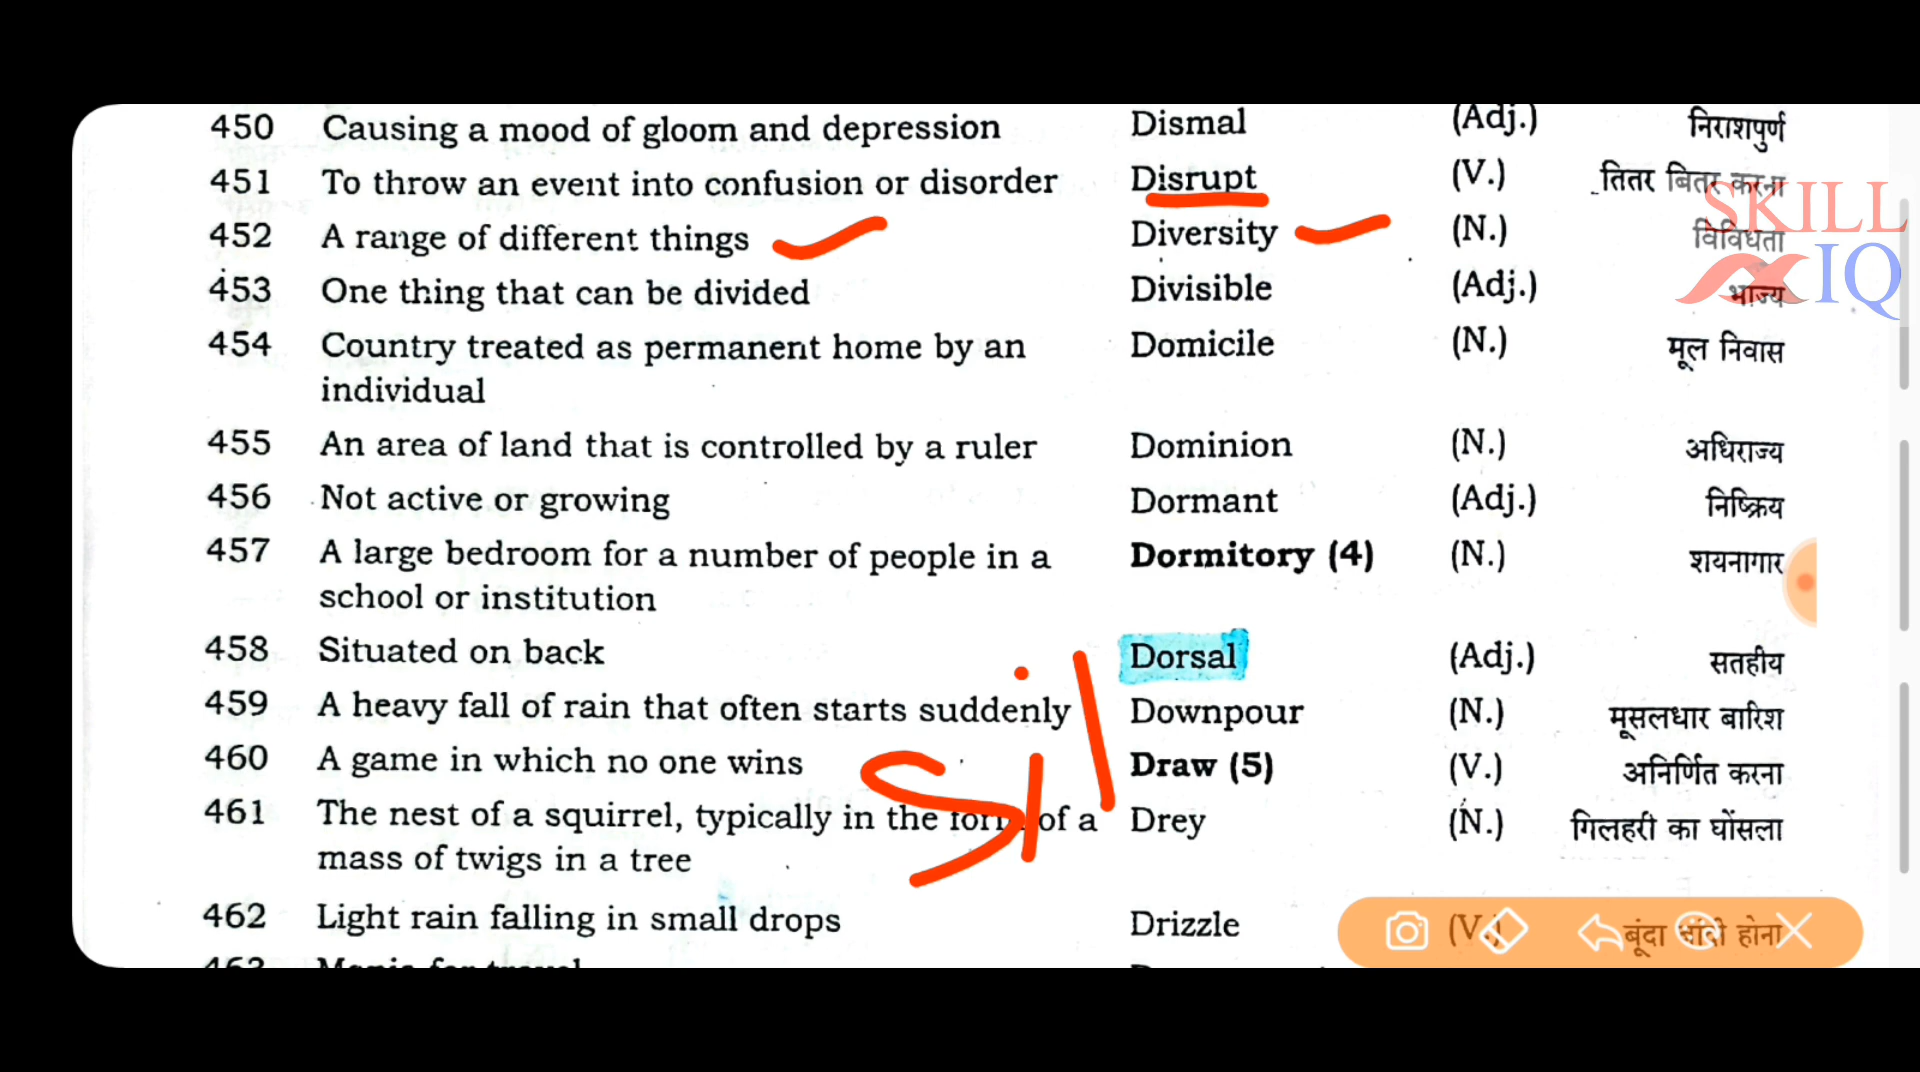 450 Causing a mood of gloom and depression Dismal (Adj.) निराशपुर्ण
451 To throw an event into confusion or disorder Disrupt (V.) तितर बितर करना
SKILL
452 A range of different things Diversity (N.) विविधता
IQ
453 One thing that can be divided Divisible (Adj.) भाज्य
454 Country treated as permanent home by an individual Domicile (N.) मूल निवास
455 An area of land that is controlled by a ruler Dominion (N.) अधिराज्य
456 Not active or growing Dormant (Adj.) निष्क्रिय
457 A large bedroom for a number of people in a school or institution Dormitory (4) (N.) शयनागार
458 Situated on back Dorsal (Adj.) सतहीय
459 A heavy fall of rain that often starts suddenly Downpour (N.) मूसलधार बारिश
460 A game in which no one wins Draw (5) (V.) अनिर्णित करना
461 The nest of a squirrel, typically in the form of a mass of twigs in a tree Drey (N.) गिलहरी का घोंसला
462 Light rain falling in small drops Drizzle (V.) बूंदा बांदी होना